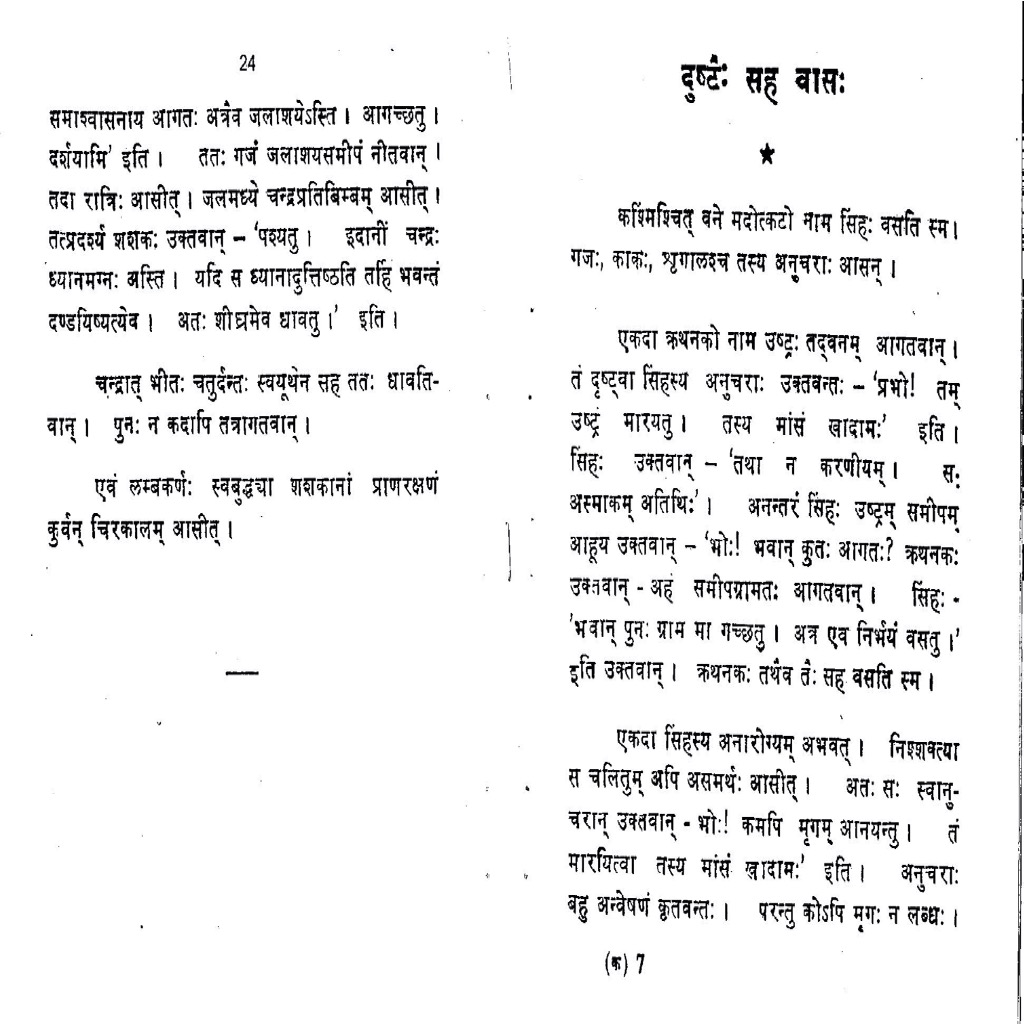 24
समाश्वासनाय आगतः अत्रैव जलाशयेऽस्ति । आगच्छतु ।
दर्शयामि' इति । ततः गजं जलाशयसमीपं नीतवान् ।
तदा रात्रिः आसीत् । जलमध्ये चन्द्रप्रतिबिम्बम् आसीत् ।
तत्प्रदर्श्य शशकः उक्तवान् – 'पश्यतु । इदानीं चन्द्रः
ध्यानमग्नः अस्ति । यदि स ध्यानादुत्तिष्ठति तर्हि भवन्तं
दण्डयिष्यत्येव । अतः शीघ्रमेव धावतु ।' इति ।
चन्द्रात् भीतः चतुर्दन्तः स्वयूथेन सह ततः धावति-
वान् । पुनः न कदापि तत्रागतवान् ।
एवं लम्बकर्णः स्वबुद्ध्या शशकानां प्राणरक्षणं
कुर्वन् चिरकालम् आसीत् ।
दुष्टैः सह वासः
★
कस्मिंश्चित् वने मदोत्कटो नाम सिंहः वसति स्म ।
गजः, काकः, शृगालश्च तस्य अनुचराः आसन् ।
एकदा क्रथनको नाम उष्ट्रः तद्वनम् आगतवान् ।
तं दृष्ट्वा सिंहस्य अनुचराः उक्तवन्तः – 'प्रभो! तम्
उष्ट्रं मारयतु । तस्य मांसं खादामः' इति ।
सिंहः उक्तवान् – 'तथा न करणीयम् । सः
अस्माकम् अतिथिः' । अनन्तरं सिंहः उष्ट्रम् समीपम्
आहूय उक्तवान् – 'भोः! भवान् कुतः आगतः? क्रथनकः
उक्तवान् - अहं समीपग्रामतः आगतवान् । सिंहः -
'भवान् पुनः ग्राम मा गच्छतु । अत्र एव निर्भयं वसतु ।'
इति उक्तवान् । क्रथनकः तथैव तैः सह वसति स्म ।
एकदा सिंहस्य अनारोग्यम् अभवत् । निश्शक्त्या
स चलितुम् अपि असमर्थः आसीत् । अतः सः स्वानु-
चरान् उक्तवान् - भोः! कमपि मृगम् आनयन्तु । तं
मारयित्वा तस्य मांसं खादामः' इति । अनुचराः
बहु अन्वेषणं कृतवन्तः । परन्तु कोऽपि मृगः न लब्धः ।
(क) 7